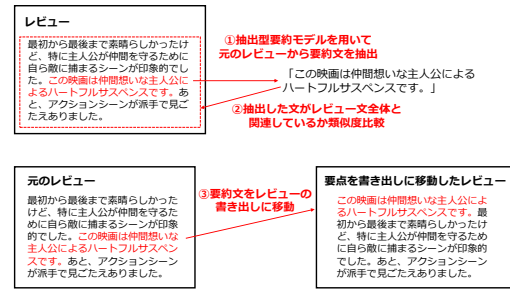 レビュー
最初から最後まで素晴らしかったけ
ど、特に主人公が仲間を守るために
自ら敵に捕まるシーンが印象的でし
た。この映画は仲間想いな主人公に
よるハートフルサスペンスです。あ
と、アクションシーンが派手で見ご
たえありました。
①抽出型要約モデルを用いて
元のレビューから要約文を抽出
「この映画は仲間想いな主人公による
ハートフルサスペンスです。」
②抽出した文がレビュー文全体と
関連しているか類似度比較
元のレビュー
最初から最後まで素晴らしかった
けど、特に主人公が仲間を守るた
めに自ら敵に捕まるシーンが印象
的でした。この映画は仲間想いな
主人公によるハートフルサスペン
スです。あと、アクションシーン
が派手で見ごたえありました。
③要約文をレビューの
書き出しに移動
要点を書き出しに移動したレビュー
この映画は仲間想いな主人公によ
るハートフルサスペンスです。最
初から最後まで素晴らしかったけ
ど、特に主人公が仲間を守るため
に自ら敵に捕まるシーンが印象的
でした。あと、アクションシーン
が派手で見ごたえありました。